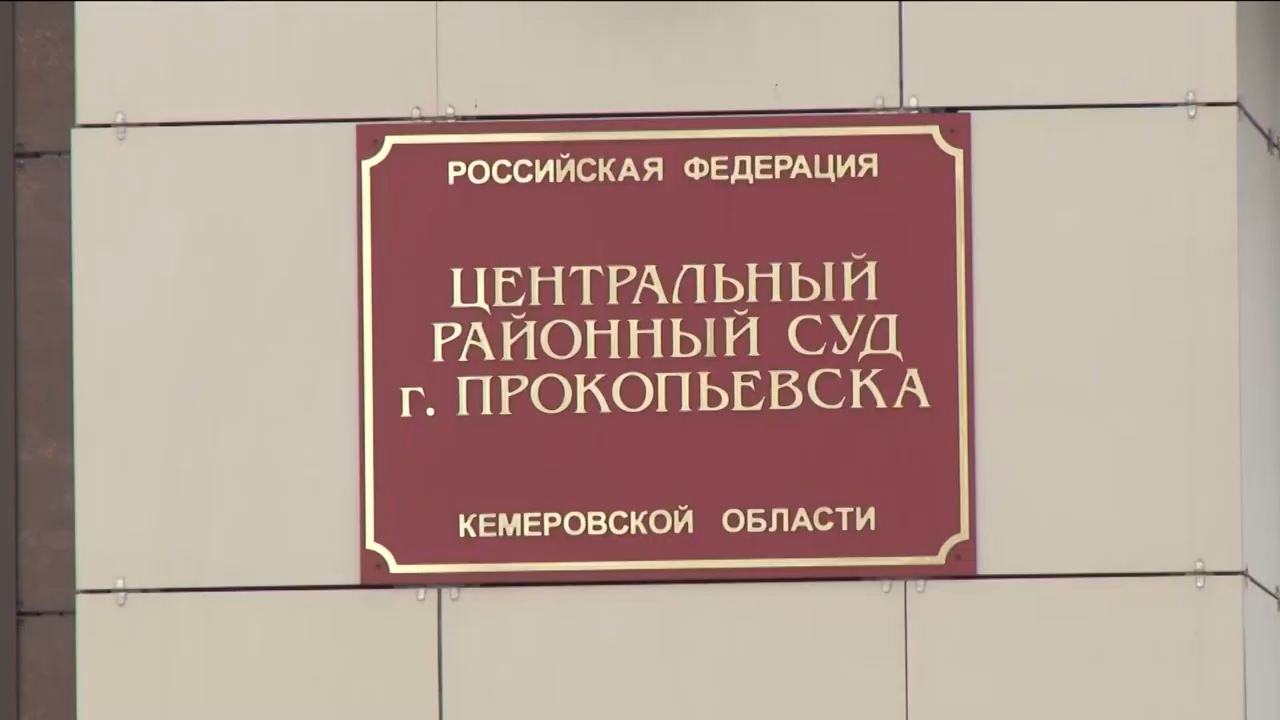 РОССИЙСКАЯ ФЕДЕРАЦИЯ
ЦЕНТРАЛЬНЫЙ
РАЙОННЫЙ СУД
г. ПРОКОПЬЕВСКА
КЕМЕРОВСКОЙ ОБЛАСТИ